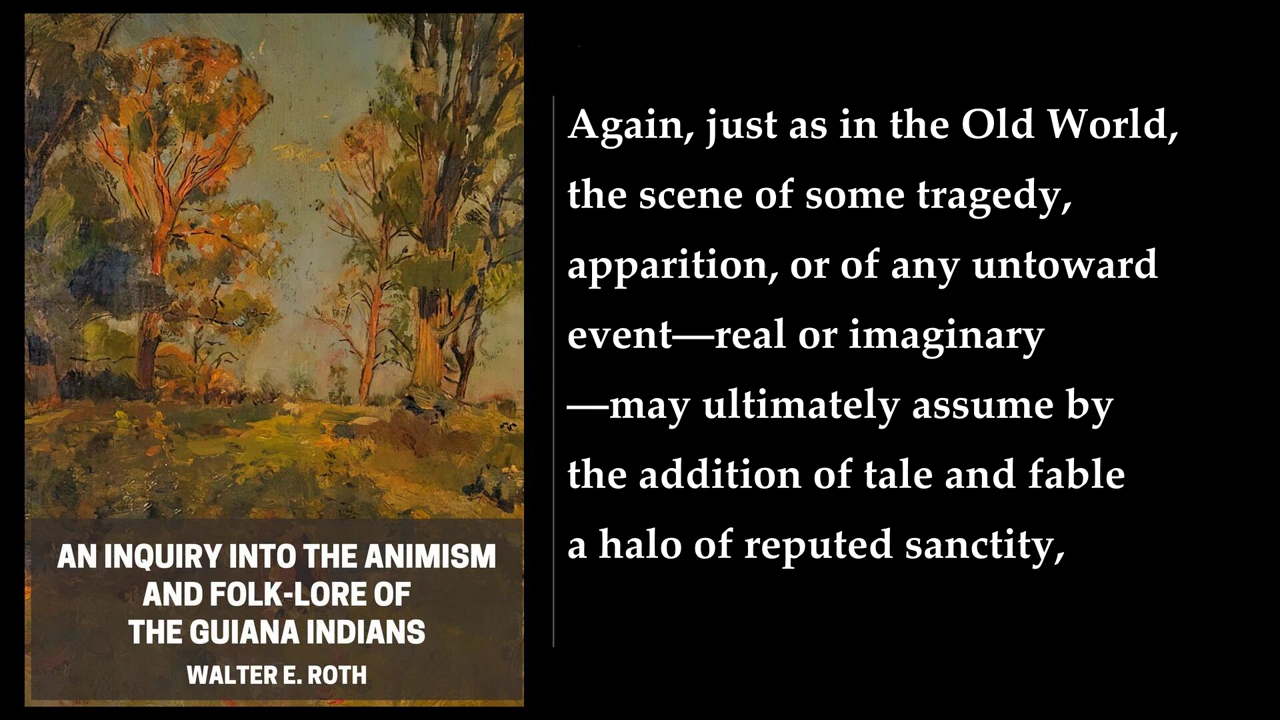 AN INQUIRY INTO THE ANIMISM
AND FOLK-LORE OF
THE GUIANA INDIANS
WALTER E. ROTH
Again, just as in the Old World,
the scene of some tragedy,
apparition, or of any untoward
event—real or imaginary
—may ultimately assume by
the addition of tale and fable
a halo of reputed sanctity,